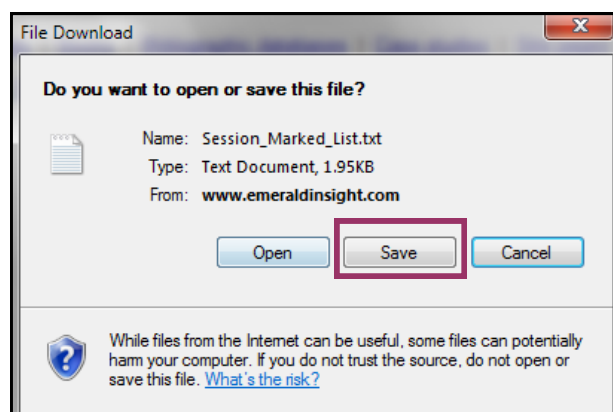 File Download
Do you want to open or save this file?
Name: Session_Marked_List.txt
Type: Text Document, 1.95KB
From: www.emeraldinsight.com
Open Save Cancel
While files from the Internet can be useful, some files can potentially
harm your computer. If you do not trust the source, do not open or
save this file. What's the risk?